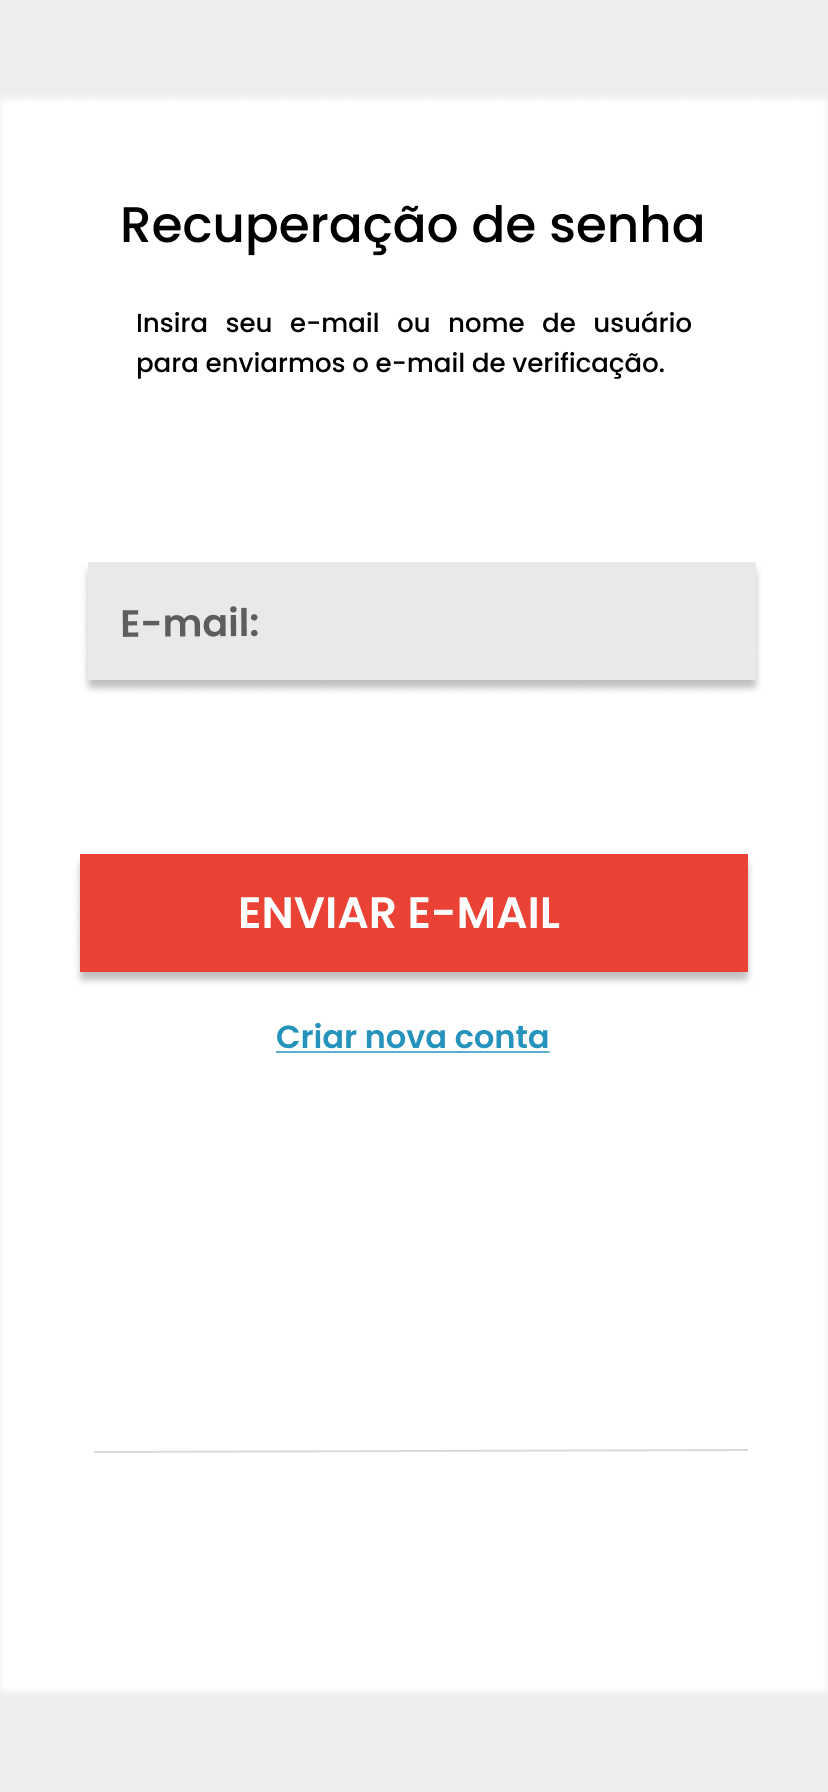 Recuperação de senha
Insira seu e-mail ou nome de usuário
para enviarmos o e-mail de verificação.
E-mail:
ENVIAR E-MAIL
Criar nova conta